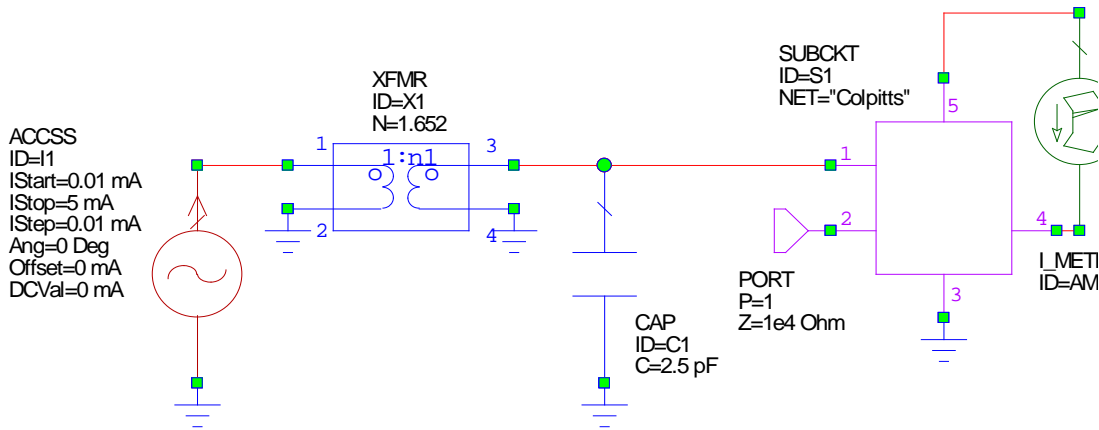 ACCSS
ID=I1
IStart=0.01 mA
IStop=5 mA
IStep=0.01 mA
Ang=0 Deg
Offset=0 mA
DCVal=0 mA
XFMR
ID=X1
N=1.652
1
1:n1
3
2
4
CAP
ID=C1
C=2.5 pF
SUBCKT
ID=S1
NET="Colpitts"
5
1
2
4
3
PORT
P=1
Z=1e4 Ohm
ID=AM